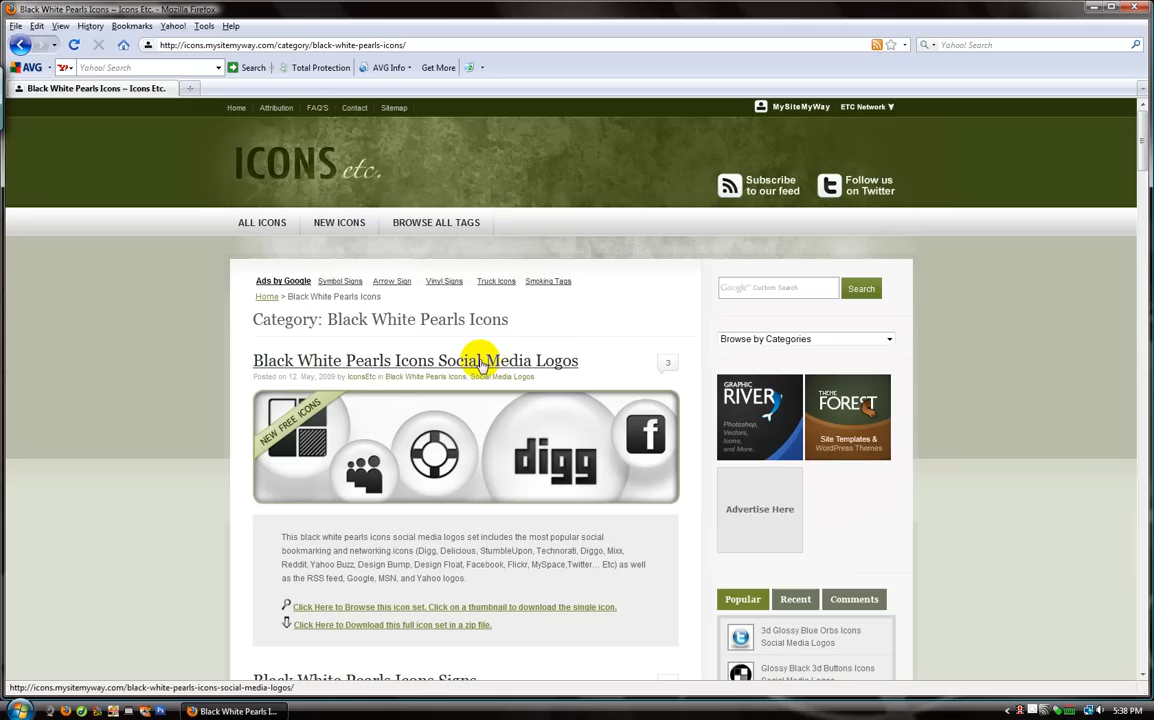 Black White Pearls Icons ~ Icons Etc. - Mozilla Firefox
File Edit View History Bookmarks Yahoo! Tools Help
http://icons.mysitemyway.com/category/black-white-pearls-icons/
Yahoo! Search
AVG Yahoo! Search Search Total Protection AVG Info Get More
Black White Pearls Icons ~ Icons Etc.
Home Attribution FAQ'S Contact Sitemap MySiteMyWay ETC Network ▼
ICONS etc.
Subscribe to our feed
Follow us on Twitter
ALL ICONS NEW ICONS BROWSE ALL TAGS
Ads by Google Symbol Signs Arrow Sign Vinyl Signs Truck Icons Smoking Tags
Home > Black White Pearls Icons
Google™ Custom Search Search
Category: Black White Pearls Icons
Browse by Categories
Black White Pearls Icons Social Media Logos 3
Posted on 12. May, 2009 by IconsEtc in Black White Pearls Icons, Social Media Logos
NEW FREE ICONS
digg
f
GRAPHIC RIVER
Photoshop,
Vectors,
Icons,
and More.
THEME FOREST
Site Templates &
WordPress Themes
Advertise Here
This black white pearls icons social media logos set includes the most popular social
bookmarking and networking icons (Digg, Delicious, StumbleUpon, Technorati, Diggo, Mixx,
Reddit, Yahoo Buzz, Design Bump, Design Float, Facebook, Flickr, MySpace,Twitter… Etc) as well
as the RSS feed, Google, MSN, and Yahoo logos.
Click Here to Browse this icon set. Click on a thumbnail to download the single icon.
Click Here to Download this full icon set in a zip file.
Popular Recent Comments
3d Glossy Blue Orbs Icons
Social Media Logos
Glossy Black 3d Buttons Icons
Social Media Logos
Black White Pearls Icons Signs
http://icons.mysitemyway.com/black-white-pearls-icons-social-media-logos/
Black White Pearls I...
5:38 PM